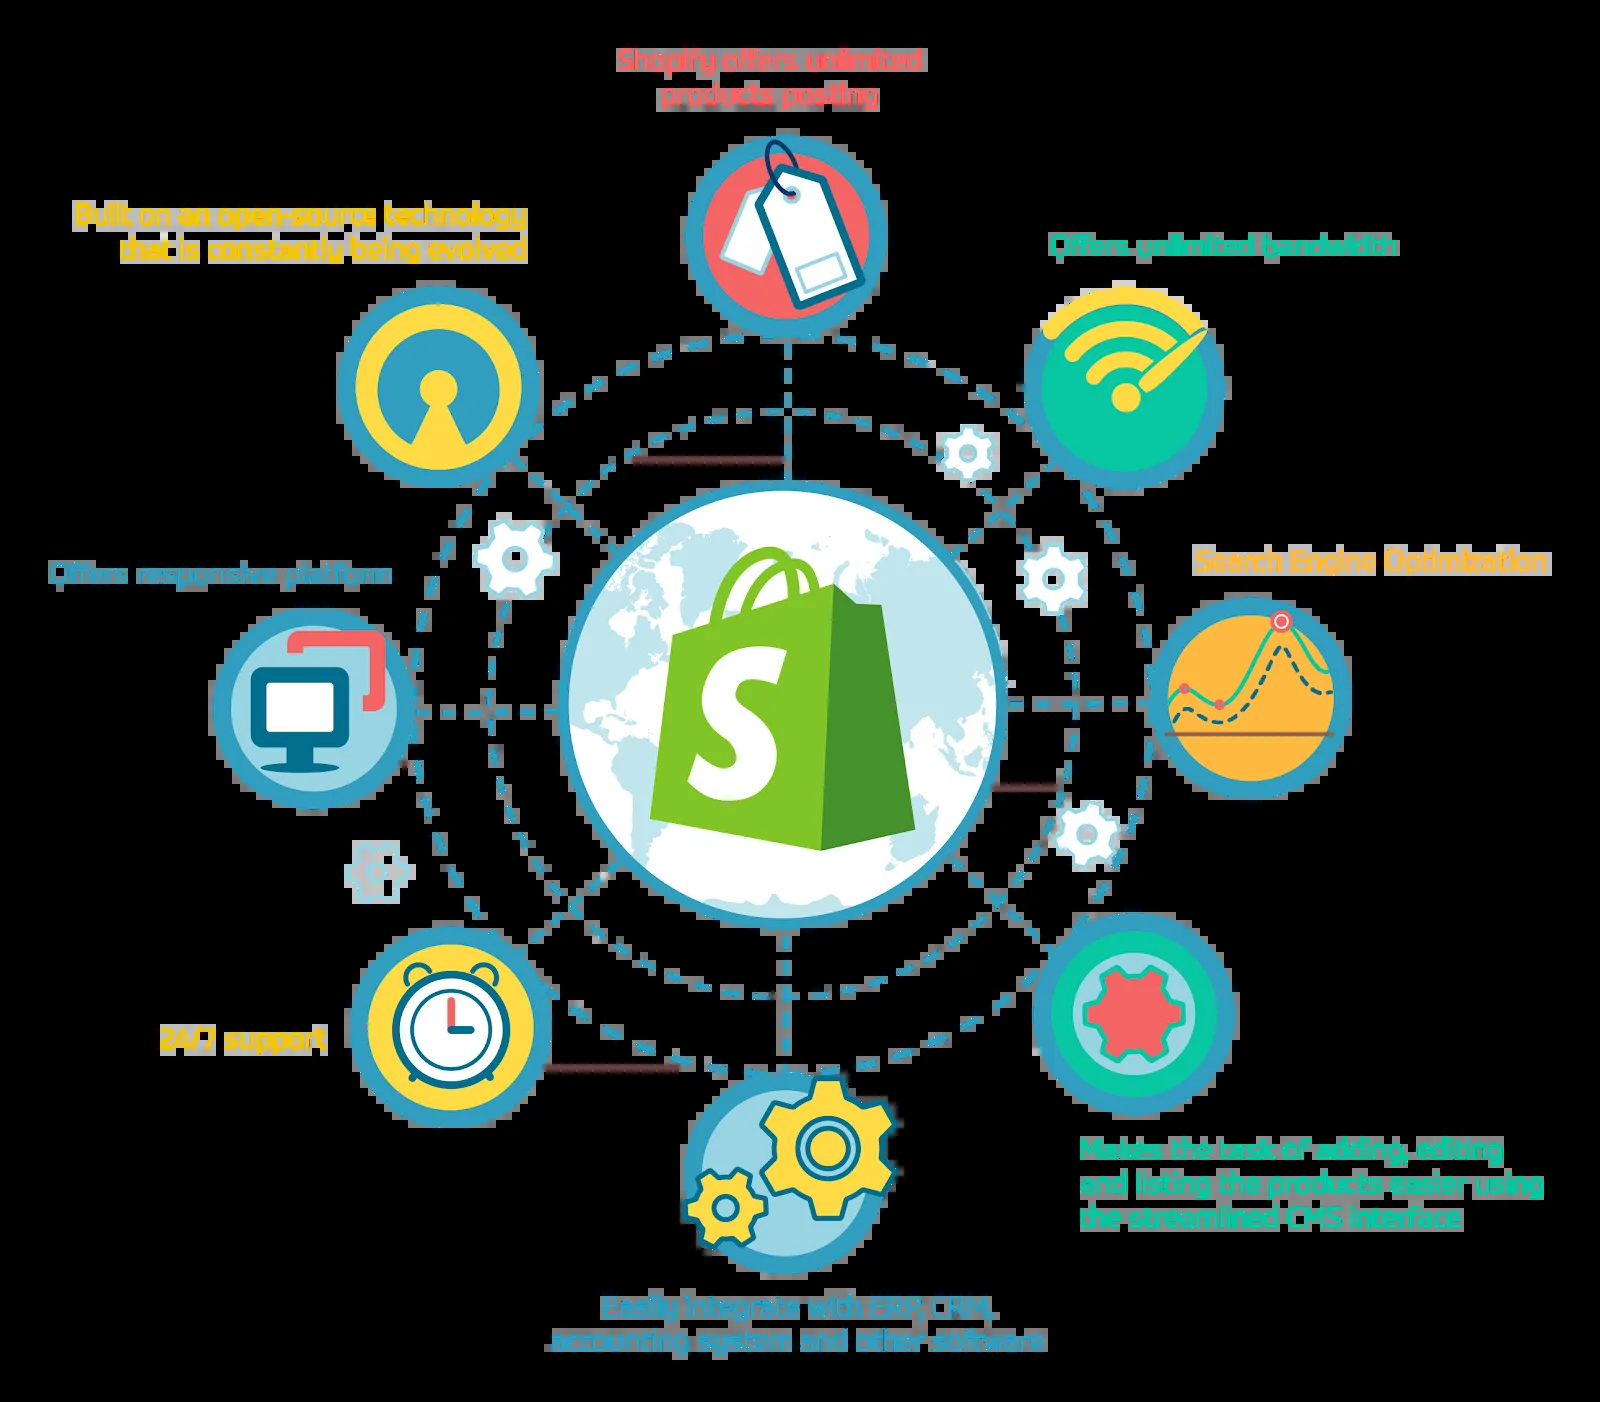 Shopify offers unlimited
products posting
Built on an open-source technology
that is constantly being evolved
Offers unlimited bandwidth
Offers responsive platform
Search Engine Optimization
S
24/7 support
Makes the task of adding, editing
and listing the products easier using
the streamlined CMS interface
Easily integrate with ERP, CRM,
accounting system and other software